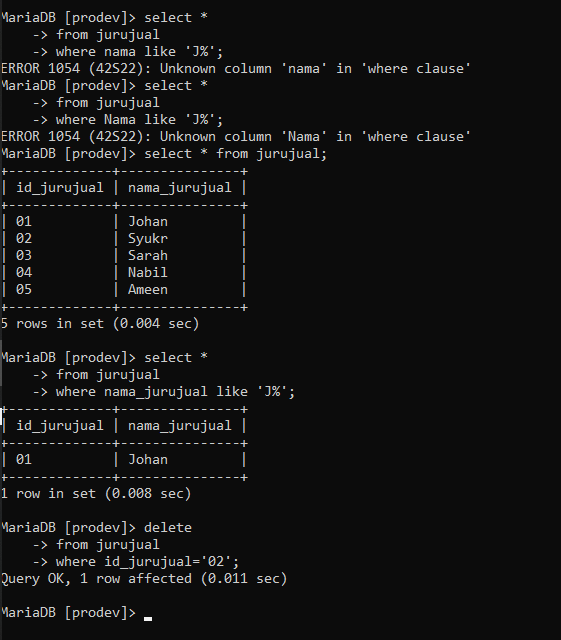 MariaDB [prodev]> select *
    -> from jurujual
    -> where nama like 'J%';
ERROR 1054 (42S22): Unknown column 'nama' in 'where clause'
MariaDB [prodev]> select *
    -> from jurujual
    -> where Nama like 'J%';
ERROR 1054 (42S22): Unknown column 'Nama' in 'where clause'
MariaDB [prodev]> select * from jurujual;
+-------------+---------------+
| id_jurujual | nama_jurujual |
+-------------+---------------+
| 01          | Johan         |
| 02          | Syukr         |
| 03          | Sarah         |
| 04          | Nabil         |
| 05          | Ameen         |
+-------------+---------------+
5 rows in set (0.004 sec)

MariaDB [prodev]> select *
    -> from jurujual
    -> where nama_jurujual like 'J%';
+-------------+---------------+
| id_jurujual | nama_jurujual |
+-------------+---------------+
| 01          | Johan         |
+-------------+---------------+
1 row in set (0.008 sec)

MariaDB [prodev]> delete
    -> from jurujual
    -> where id_jurujual='02';
Query OK, 1 row affected (0.011 sec)

MariaDB [prodev]> _